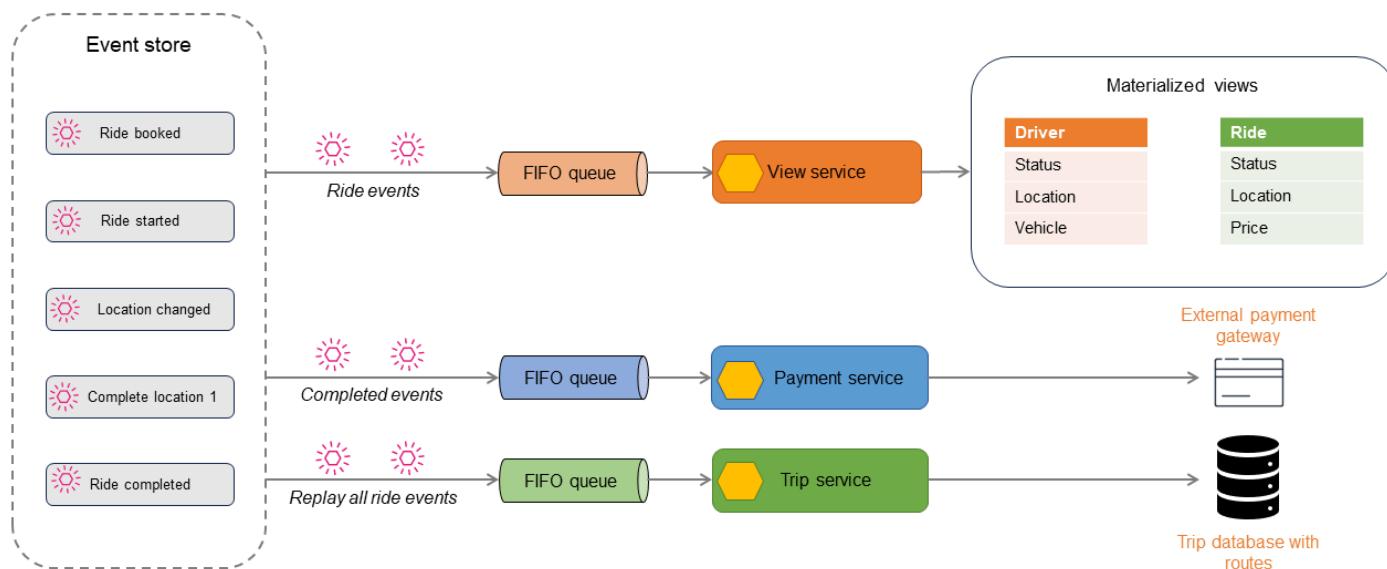 Event store
Ride booked
Ride started
Location changed
Complete location 1
Ride completed
Ride events
FIFO queue
View service
Materialized views
Driver
Status
Location
Vehicle
Ride
Status
Location
Price
Completed events
FIFO queue
Payment service
External payment
gateway
Replay all ride events
FIFO queue
Trip service
Trip database with
routes